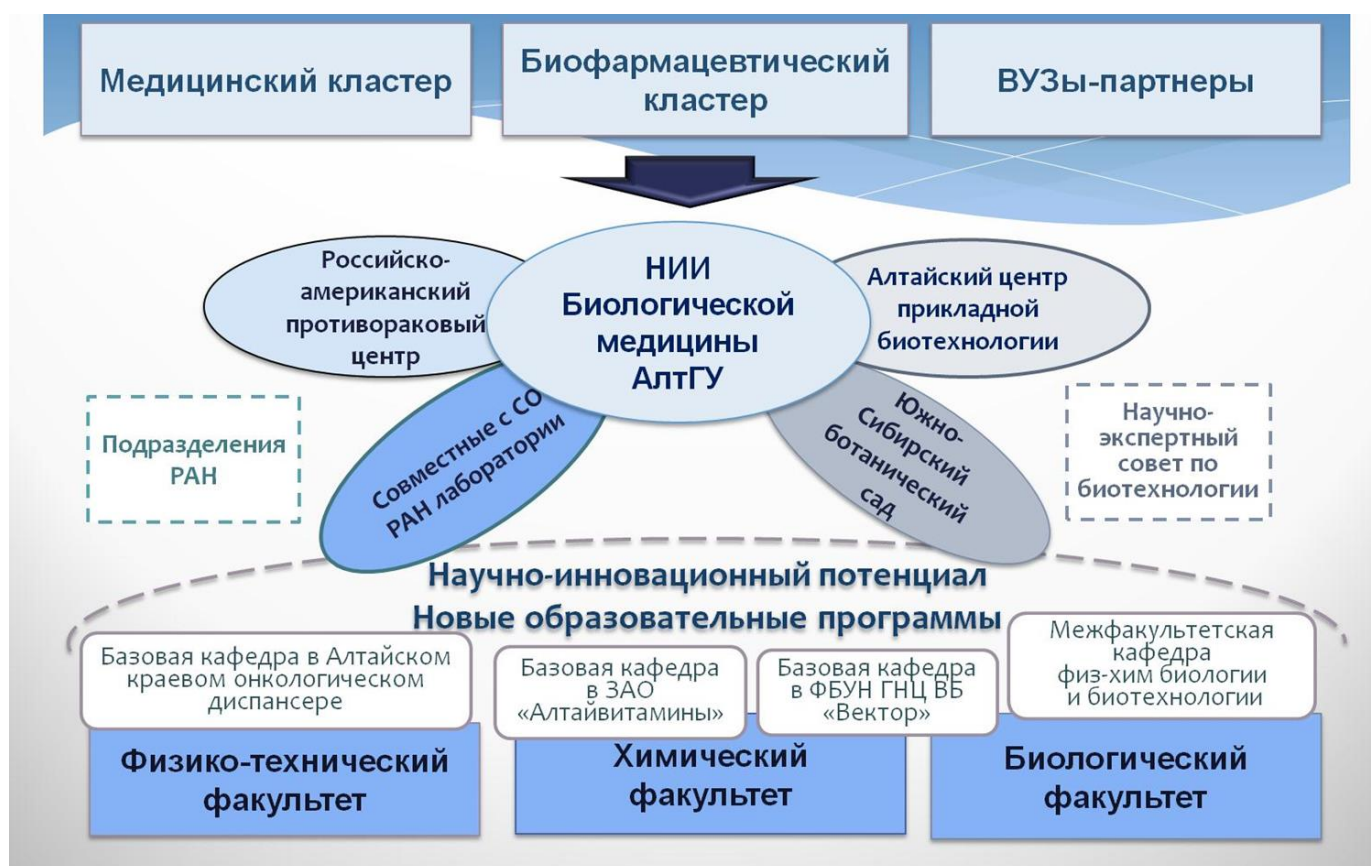 Медицинский кластер
Биофармацевтический
кластер
ВУЗы-партнеры
Российско-
американский
противораковый
центр
НИИ
Биологической
медицины
АлтГУ
Алтайский центр
прикладной
биотехнологии
Подразделения
РАН
Совместные с СО
РАН лаборатории
Южно-
Сибирский
ботанический
сад
Научно-
экспертный
совет по
биотехнологии
Научно-инновационный потенциал
Новые образовательные программы
Базовая кафедра в Алтайском
краевом онкологическом
диспансере
Базовая кафедра
в ЗАО
«Алтайвитамины»
Базовая кафедра
в ФБУН ГНЦ ВБ
«Вектор»
Межфакультетская
кафедра
физ-хим биологии
и биотехнологии
Физико-технический
факультет
Химический
факультет
Биологический
факультет